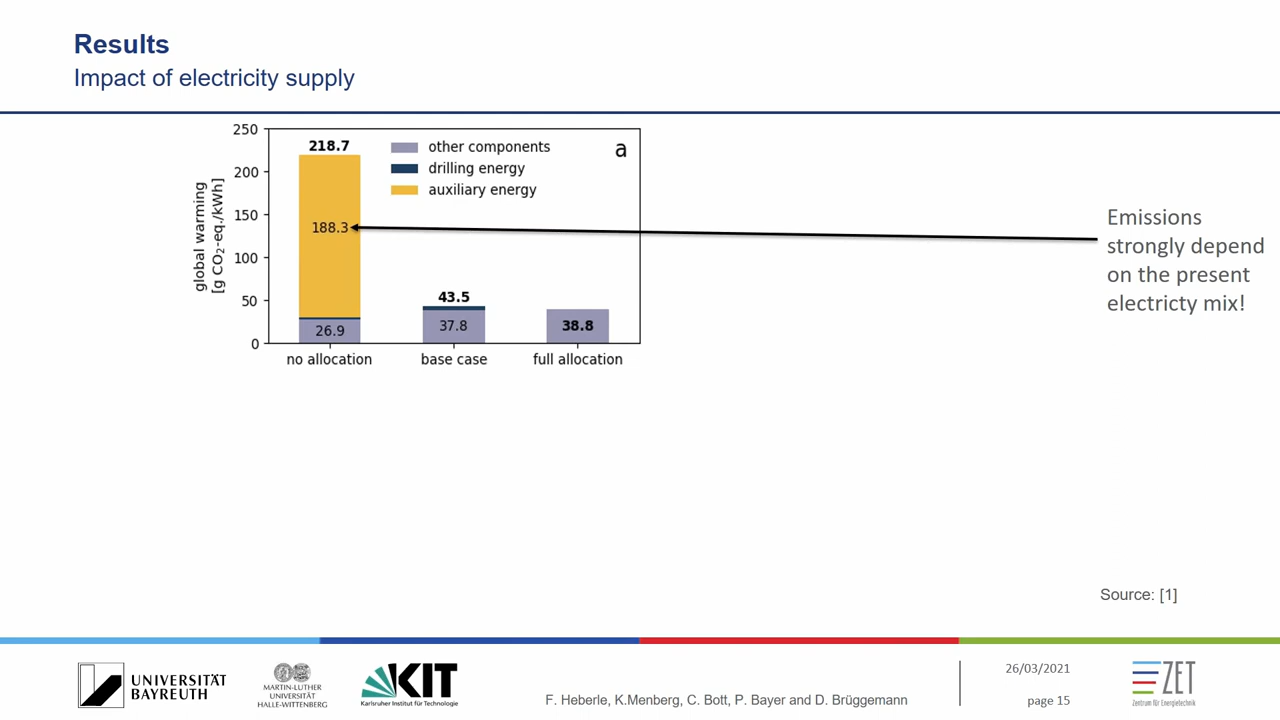 Results
Impact of electricity supply
250
200
150
100
50
0
global warming
[g CO₂-eq./kWh]
218.7
188.3
26.9
43.5
37.8
38.8
other components
drilling energy
auxiliary energy
a
no allocation
base case
full allocation
Emissions
strongly depend
on the present
electricty mix!
Source: [1]
UNIVERSITÄT
BAYREUTH
MARTIN-LUTHER
UNIVERSITÄT
HALLE-WITTENBERG
KIT
Karlsruher Institut für Technologie
F. Heberle, K.Menberg, C. Bott, P. Bayer and D. Brüggemann
26/03/2021
page 15
ZET
Zentrum für Energietechnik